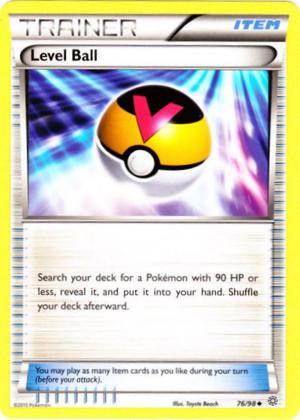 TRAINER ITEM
Level Ball
Search your deck for a Pokémon with 90 HP or
less, reveal it, and put it into your hand. Shuffle
your deck afterward.
You may play as many Item cards as you like during your turn
(before your attack).
©2015 Pokémon
Illus. Toyste Beach
76/98